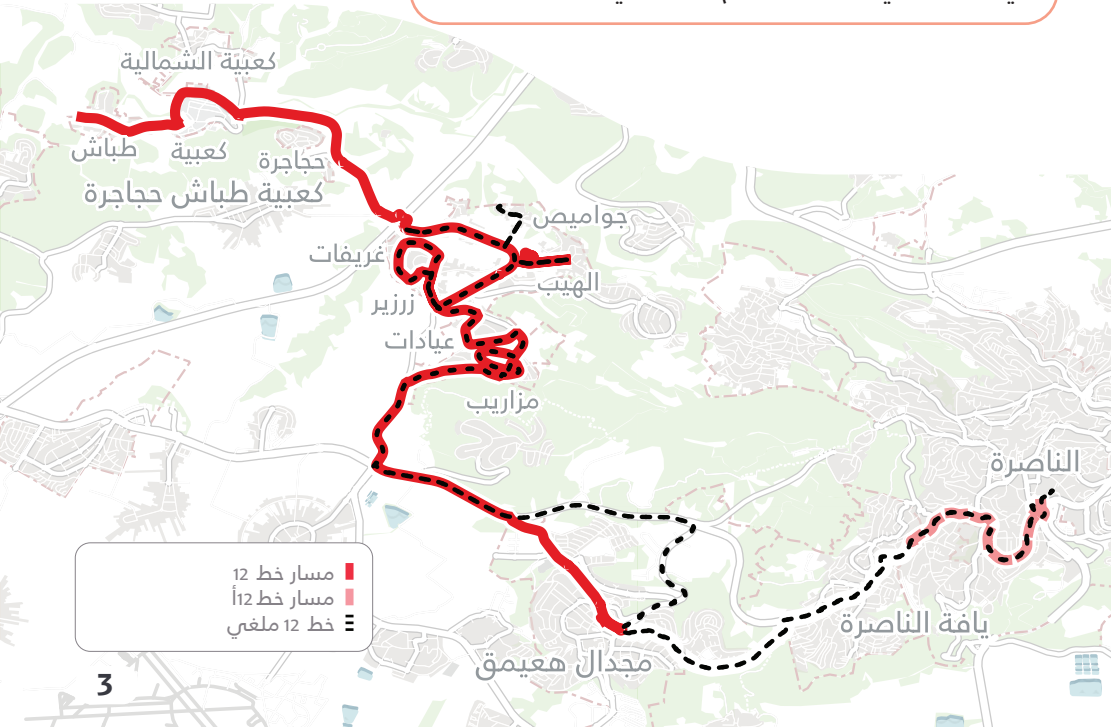 كعبية الشمالية
طباش
كعبية
حجاجرة
كعبية طباش حجاجرة
جواميص
غريفات
الهيب
زرزير
عيادات
مزاريب
الناصرة
يافة الناصرة
مجدال هعيمق
مسار خط 12
مسار خط 12أ
خط 12 ملغي
3